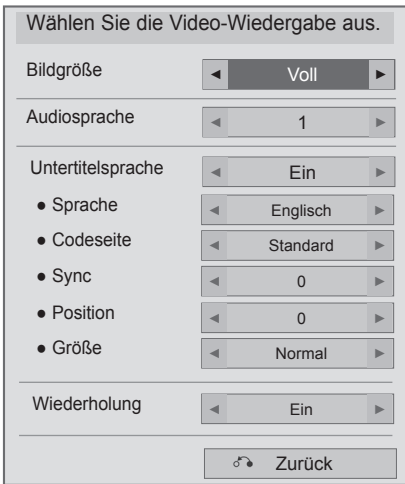 Wählen Sie die Video-Wiedergabe aus.
Bildgröße ◄ Voll ►
Audiosprache ◄ 1 ►
Untertitelsprache ◄ Ein ►
● Sprache ◄ Englisch ►
● Codeseite ◄ Standard ►
● Sync ◄ 0 ►
● Position ◄ 0 ►
● Größe ◄ Normal ►
Wiederholung ◄ Ein ►
Zurück